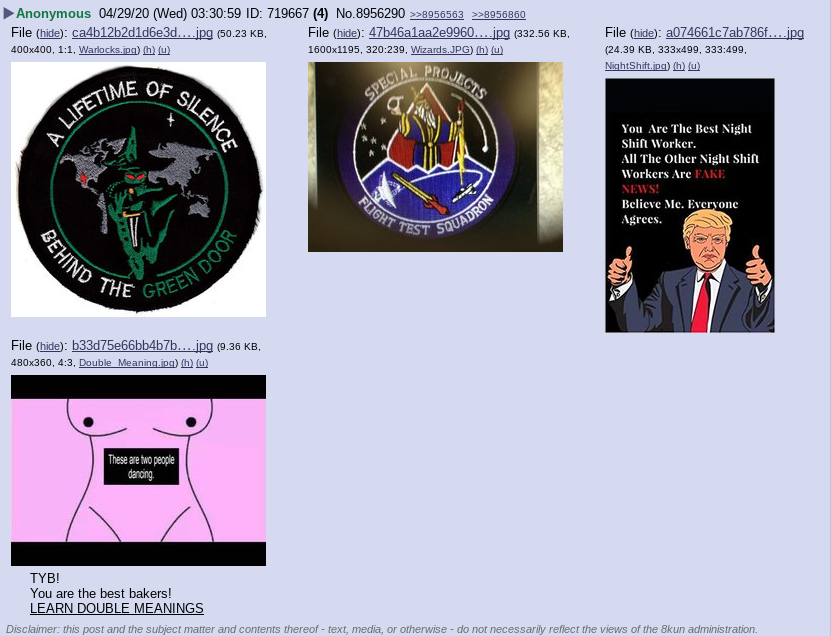 Anonymous 04/29/20 (Wed) 03:30:59 ID: 719667 (4) No.8956290 >>8956563 >>8956860
File (hide): ca4b12b2d1d6e3d….jpg (50.23 KB,
400x400, 1:1, Warlocks.jpg) (h) (u)
A LIFETIME OF SILENCE
BEHIND THE GREEN DOOR
File (hide): 47b46a1aa2e9960….jpg (332.56 KB,
1600x1195, 320:239, Wizards.JPG) (h) (u)
SPECIAL PROJECTS
FLIGHT TEST SQUADRON
File (hide): a074661c7ab786f….jpg
(24.39 KB, 333x499, 333:499,
NightShift.jpg) (h) (u)
You Are The Best Night
Shift Worker.
All The Other Night Shift
Workers Are FAKE
NEWS!
Believe Me. Everyone
Agrees.
File (hide): b33d75e66bb4b7b….jpg (9.36 KB,
480x360, 4:3, Double_Meaning.jpg) (h) (u)
These are two people
dancing.
TYB!
You are the best bakers!
LEARN DOUBLE MEANINGS
Disclaimer: this post and the subject matter and contents thereof - text, media, or otherwise - do not necessarily reflect the views of the 8kun administration.